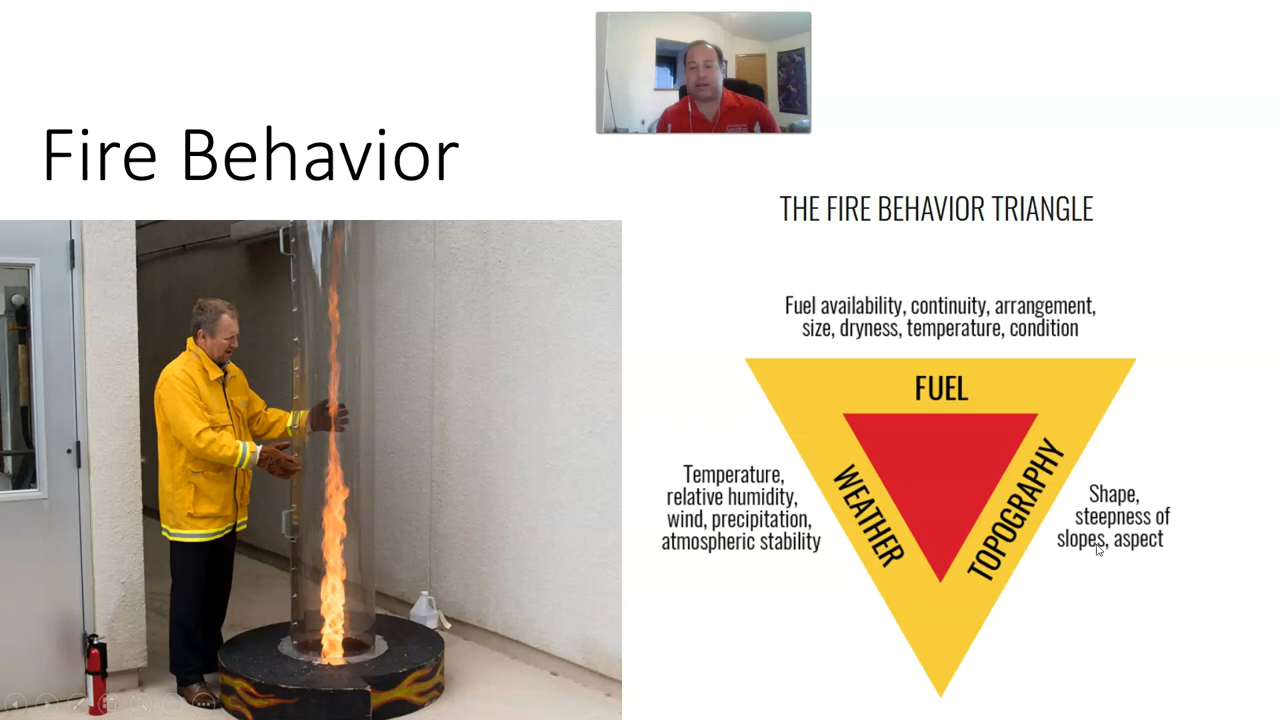 Fire Behavior
THE FIRE BEHAVIOR TRIANGLE
Fuel availability, continuity, arrangement,
size, dryness, temperature, condition
FUEL
WEATHER
TOPOGRAPHY
Temperature,
relative humidity,
wind, precipitation,
atmospheric stability
Shape,
steepness of
slopes, aspect